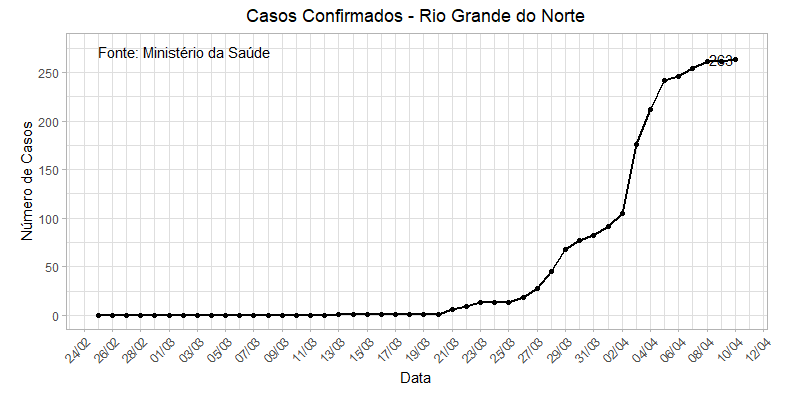 Casos Confirmados - Rio Grande do Norte
Fonte: Ministério da Saúde
263
250
200
150
100
50
0
Número de Casos
24/02 26/02 28/02 01/03 03/03 05/03 07/03 09/03 11/03 13/03 15/03 17/03 19/03 21/03 23/03 25/03 27/03 29/03 31/03 02/04 04/04 06/04 08/04 10/04 12/04
Data